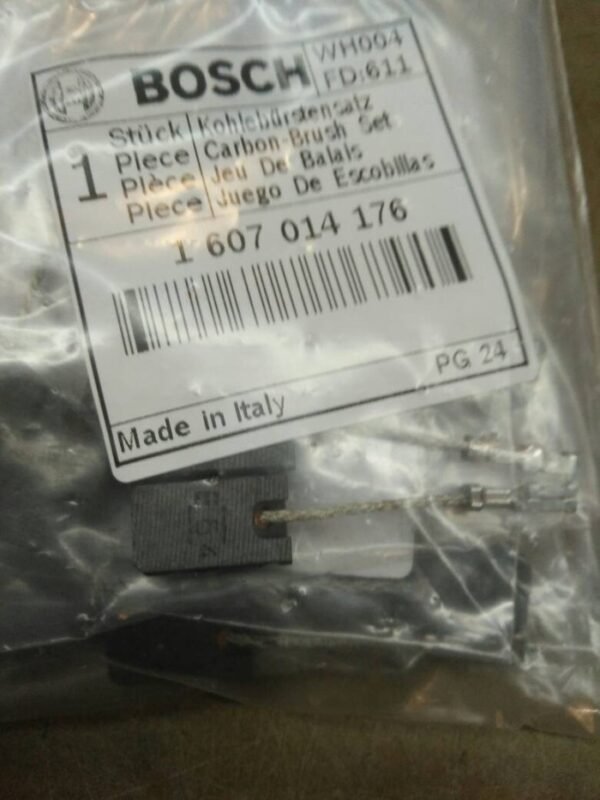 BOSCH
WH004
FD:611
1
Stück Kohlebürstensatz
Piece Carbon-Brush Set
Pièce Jeu De Balais
Piece Juego De Escobillas
1 607 014 176
PG 24
Made in Italy